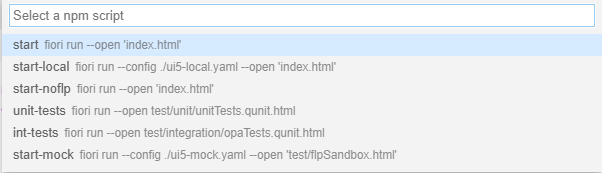 Select a npm script
start fiori run --open 'index.html'
start-local fiori run --config ./ui5-local.yaml --open 'index.html'
start-noflp fiori run --open 'index.html'
unit-tests fiori run --open test/unit/unitTests.qunit.html
int-tests fiori run --open test/integration/opaTests.qunit.html
start-mock fiori run --config ./ui5-mock.yaml --open 'test/flpSandbox.html'